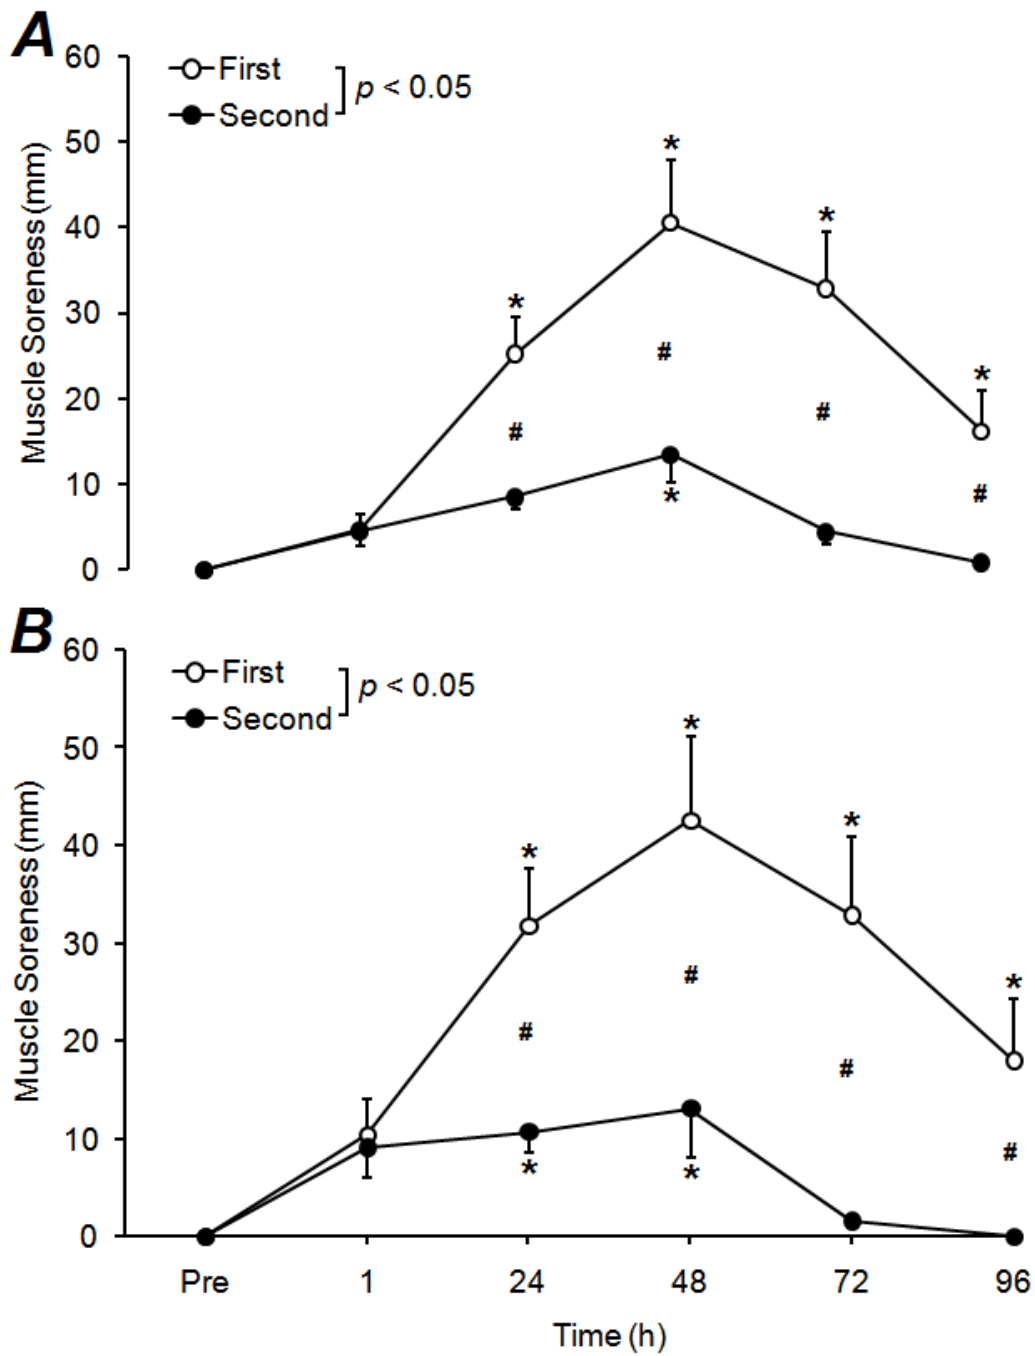 A
60
First
p < 0.05
Second
50
40
30
20
10
0
Muscle Soreness (mm)
*
*
*
*
#
#
#
#
*
B
60
First
p < 0.05
Second
50
40
30
20
10
0
Muscle Soreness (mm)
*
*
*
*
#
#
#
#
*
*
Pre 1 24 48 72 96
Time (h)